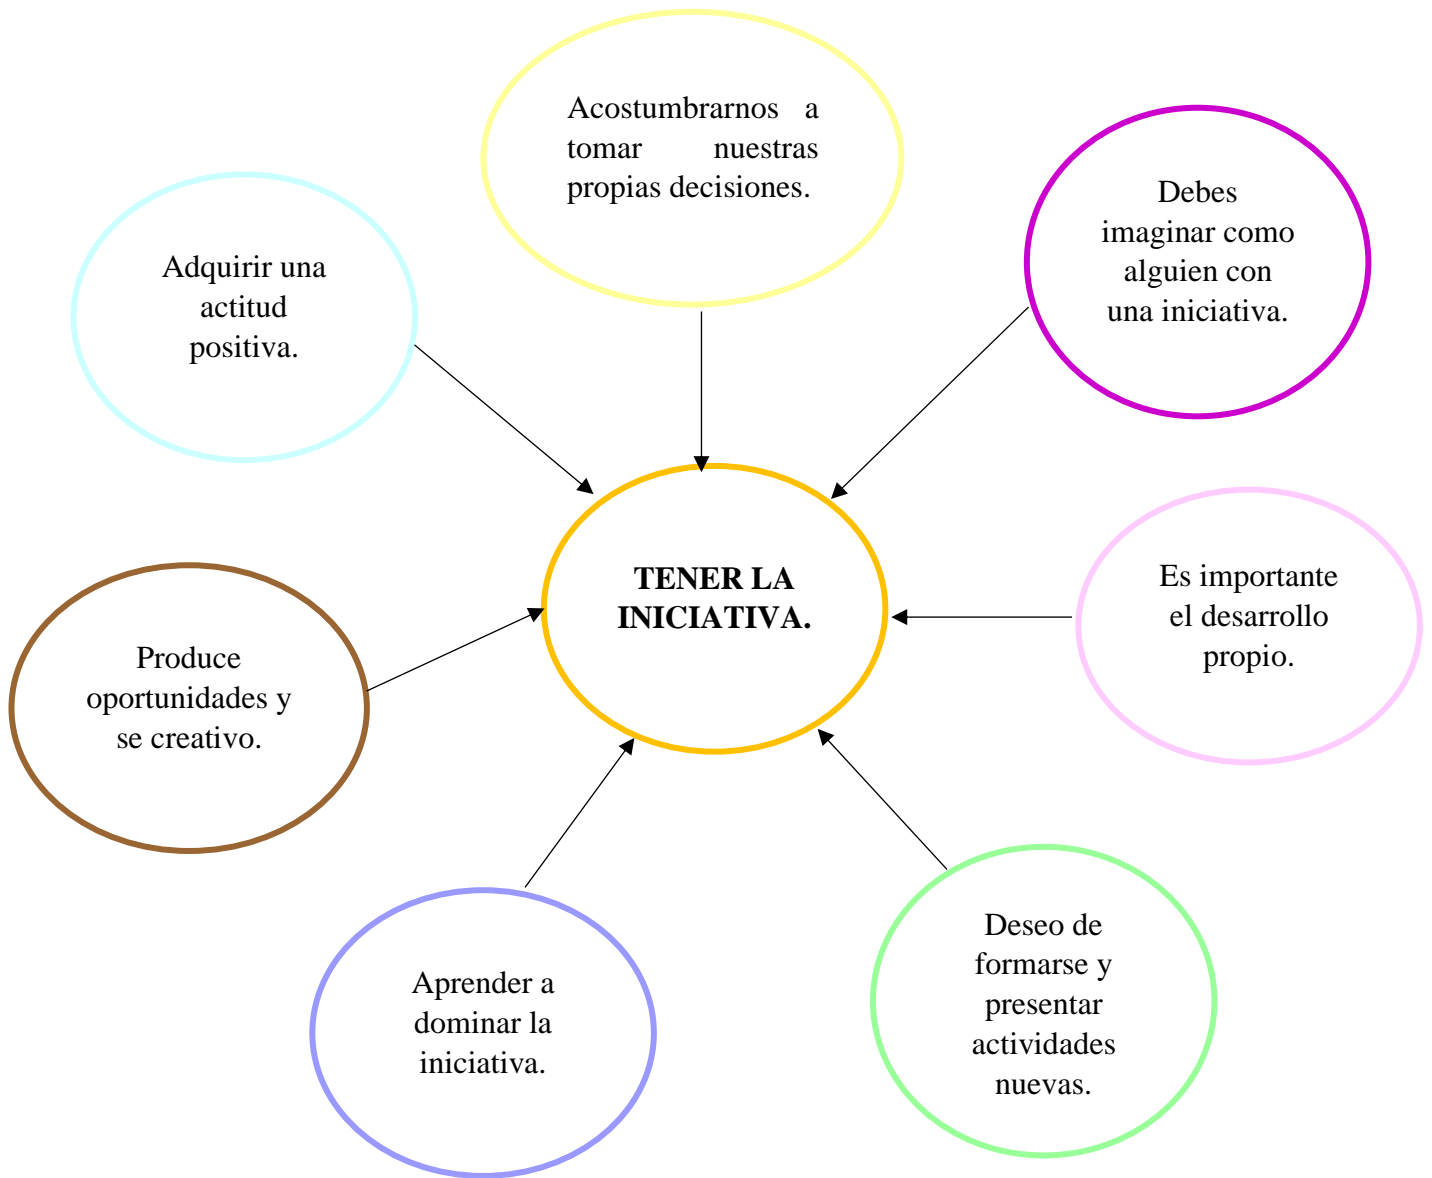 Acostumbrarnos a
tomar nuestras
propias decisiones.
Debes
imaginar como
alguien con
una iniciativa.
Adquirir una
actitud
positiva.
TENER LA
INICIATIVA.
Es importante
el desarrollo
propio.
Produce
oportunidades y
se creativo.
Deseo de
formarse y
presentar
actividades
nuevas.
Aprender a
dominar la
iniciativa.